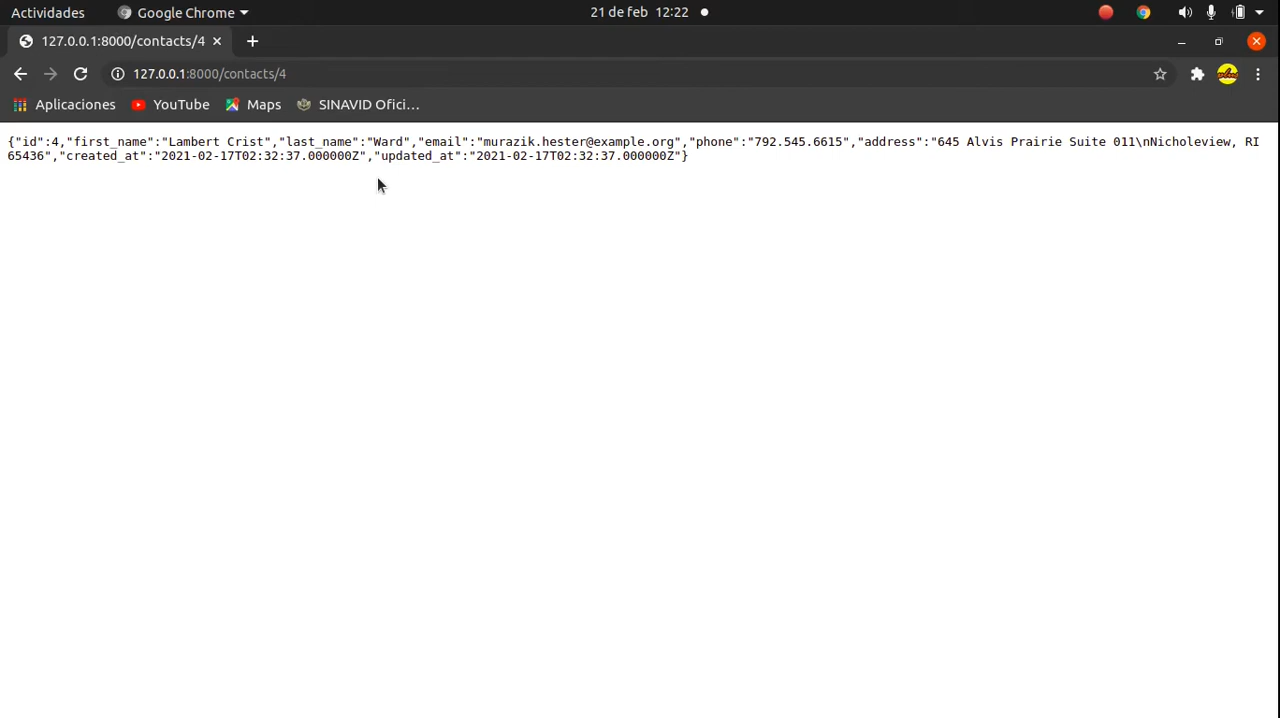 Actividades Google Chrome 21 de feb 12:22
127.0.0.1:8000/contacts/4
127.0.0.1:8000/contacts/4
Aplicaciones YouTube Maps SINAVID Ofici...
{"id":4,"first_name":"Lambert Crist","last_name":"Ward","email":"murazik.hester@example.org","phone":"792.545.6615","address":"645 Alvis Prairie Suite 011\nNicholeview, RI
65436","created_at":"2021-02-17T02:32:37.000000Z","updated_at":"2021-02-17T02:32:37.000000Z"}